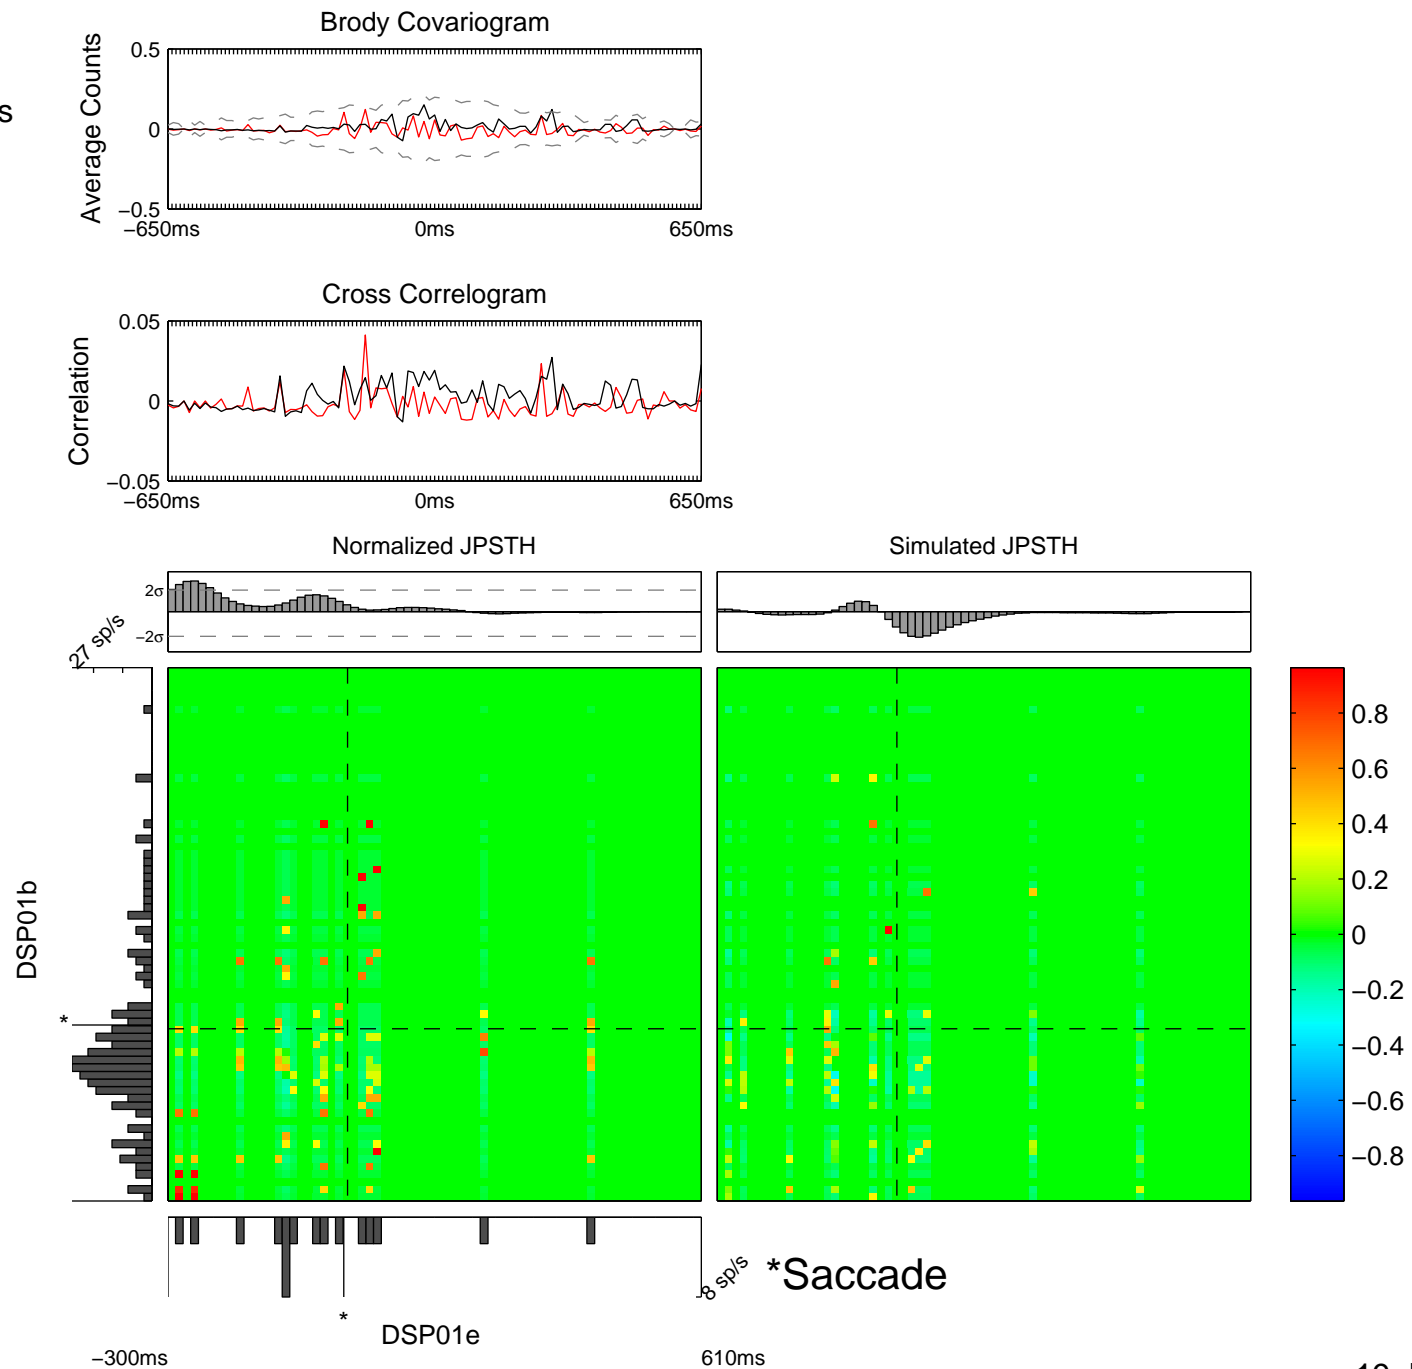 s
Brody Covariogram
Average Counts
0.5
0
−0.5
−650ms
0ms
650ms
Cross Correlogram
Correlation
0.05
0
−0.05
−650ms
0ms
650ms
Normalized JPSTH
Simulated JPSTH
2σ
−2σ
27 sp/s
DSP01b
*
0.8
0.6
0.4
0.2
0
−0.2
−0.4
−0.6
−0.8
8 sp/s
*Saccade
*
DSP01e
−300ms
610ms